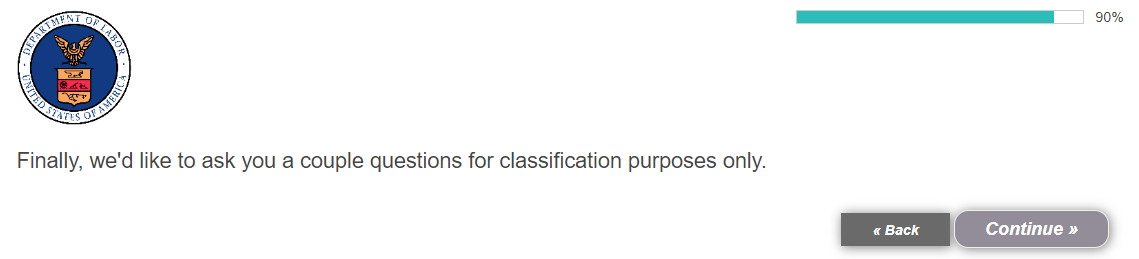 DEPARTMENT OF LABOR
UNITED STATES OF AMERICA
90%
Finally, we'd like to ask you a couple questions for classification purposes only.
« Back
Continue »